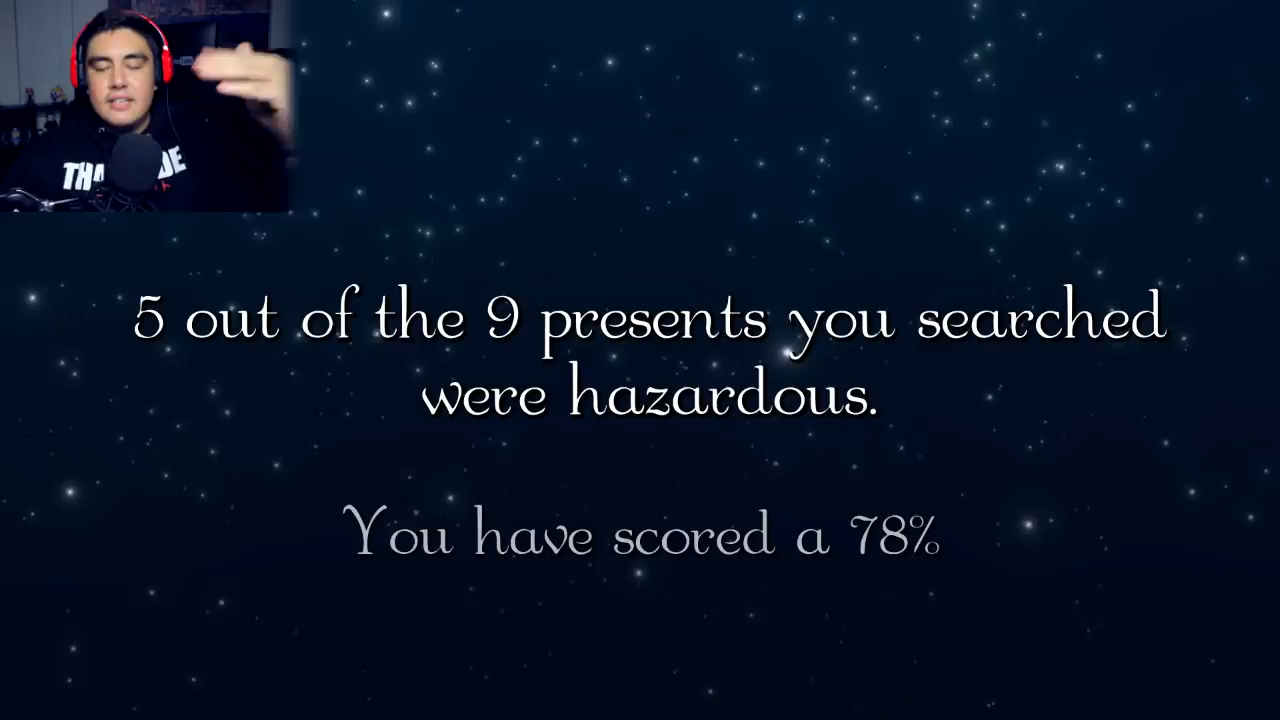 5 out of the 9 presents you searched
were hazardous.
You have scored a 78%